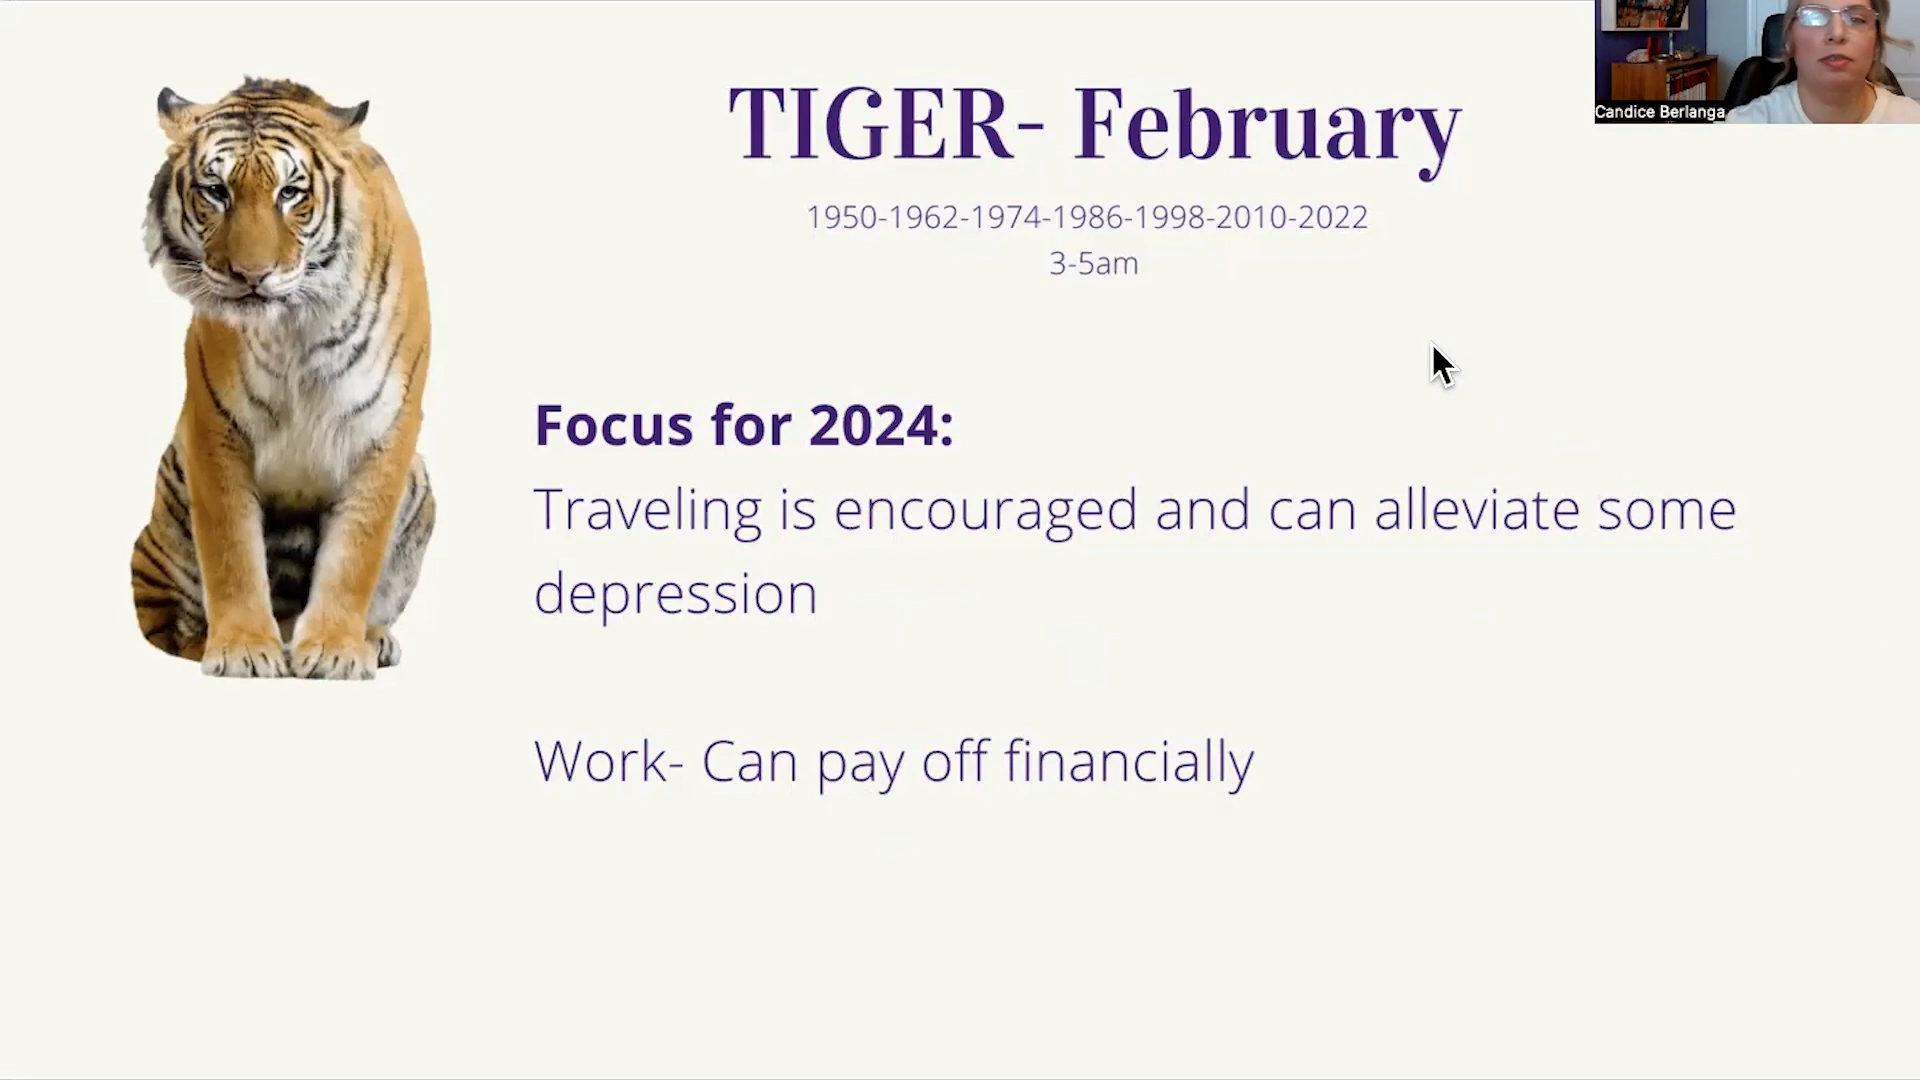 TIGER- February
Candice Berlanga
1950-1962-1974-1986-1998-2010-2022
3-5am
Focus for 2024:
Traveling is encouraged and can alleviate some
depression
Work- Can pay off financially